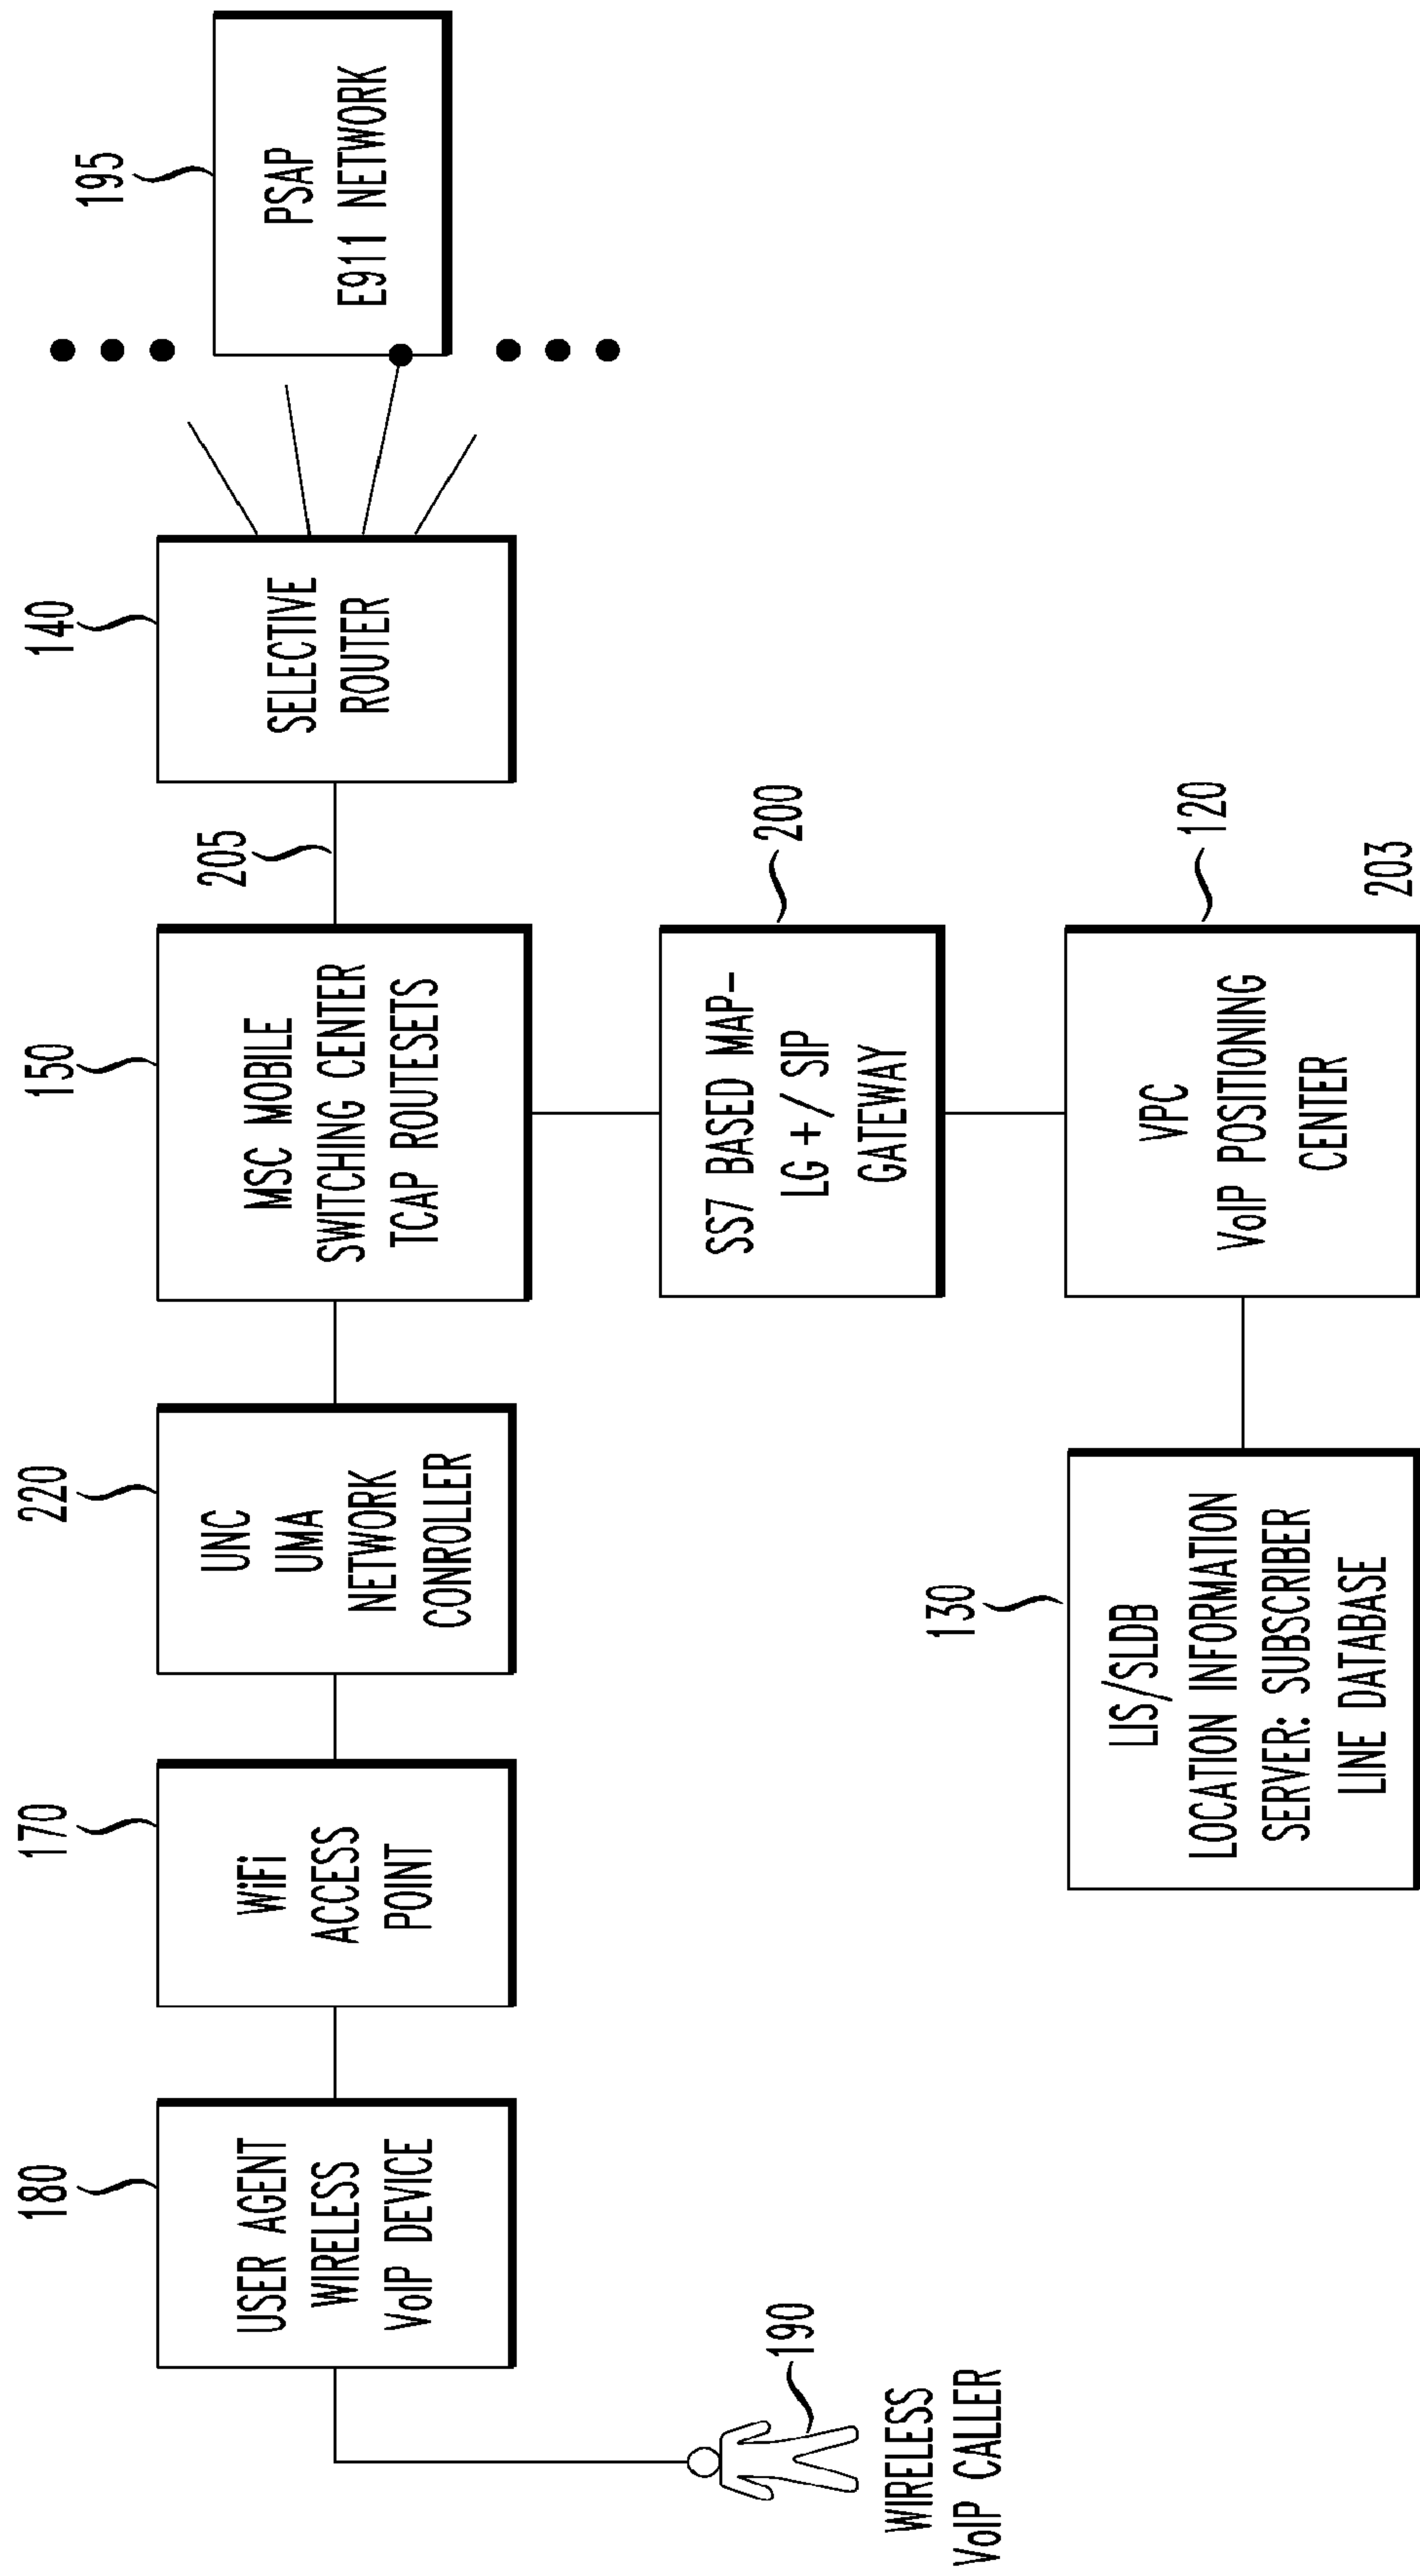 180
USER AGENT
WIRELESS
VoIP DEVICE
170
WiFi
ACCESS
POINT
220
UNC
UMA
NETWORK
CONROLLER
150
MSC MOBILE
SWITCHING CENTER
TCAP ROUTESETS
205
140
SELECTIVE
ROUTER
195
PSAP
E911 NETWORK
190
WIRELESS
VoIP CALLER
200
SS7 BASED MAP–
LG +/ SIP
GATEWAY
130
LIS/SLDB
LOCATION INFORMATION
SERVER: SUBSCRIBER
LINE DATABASE
120
VPC
VoIP POSITIONING
CENTER
203